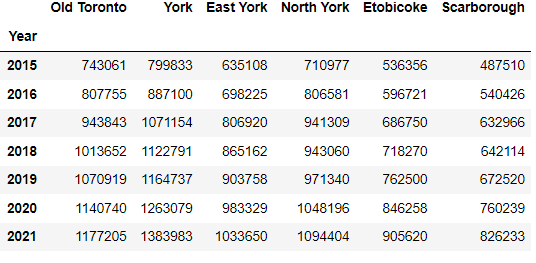 Old Toronto York East York North York Etobicoke Scarborough
Year
2015 743061 799833 635108 710977 536356 487510
2016 807755 887100 698225 806581 596721 540426
2017 943843 1071154 806920 941309 686750 632966
2018 1013652 1122791 865162 943060 718270 642114
2019 1070919 1164737 903758 971340 762500 672520
2020 1140740 1263079 983329 1048196 846258 760239
2021 1177205 1383983 1033650 1094404 905620 826233